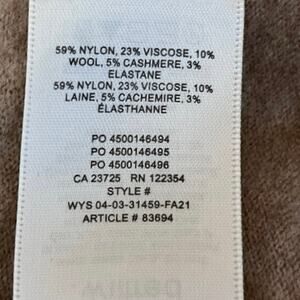 59% NYLON, 23% VISCOSE, 10%
WOOL, 5% CASHMERE, 3%
ELASTANE
59% NYLON, 23% VISCOSE, 10%
LAINE, 5% CACHEMIRE, 3%
ÉLASTHANNE
PO 4500146494
PO 4500146495
PO 4500146496
CA 23725 RN 122354
STYLE #
WYS 04-03-31459-FA21
ARTICLE # 83694